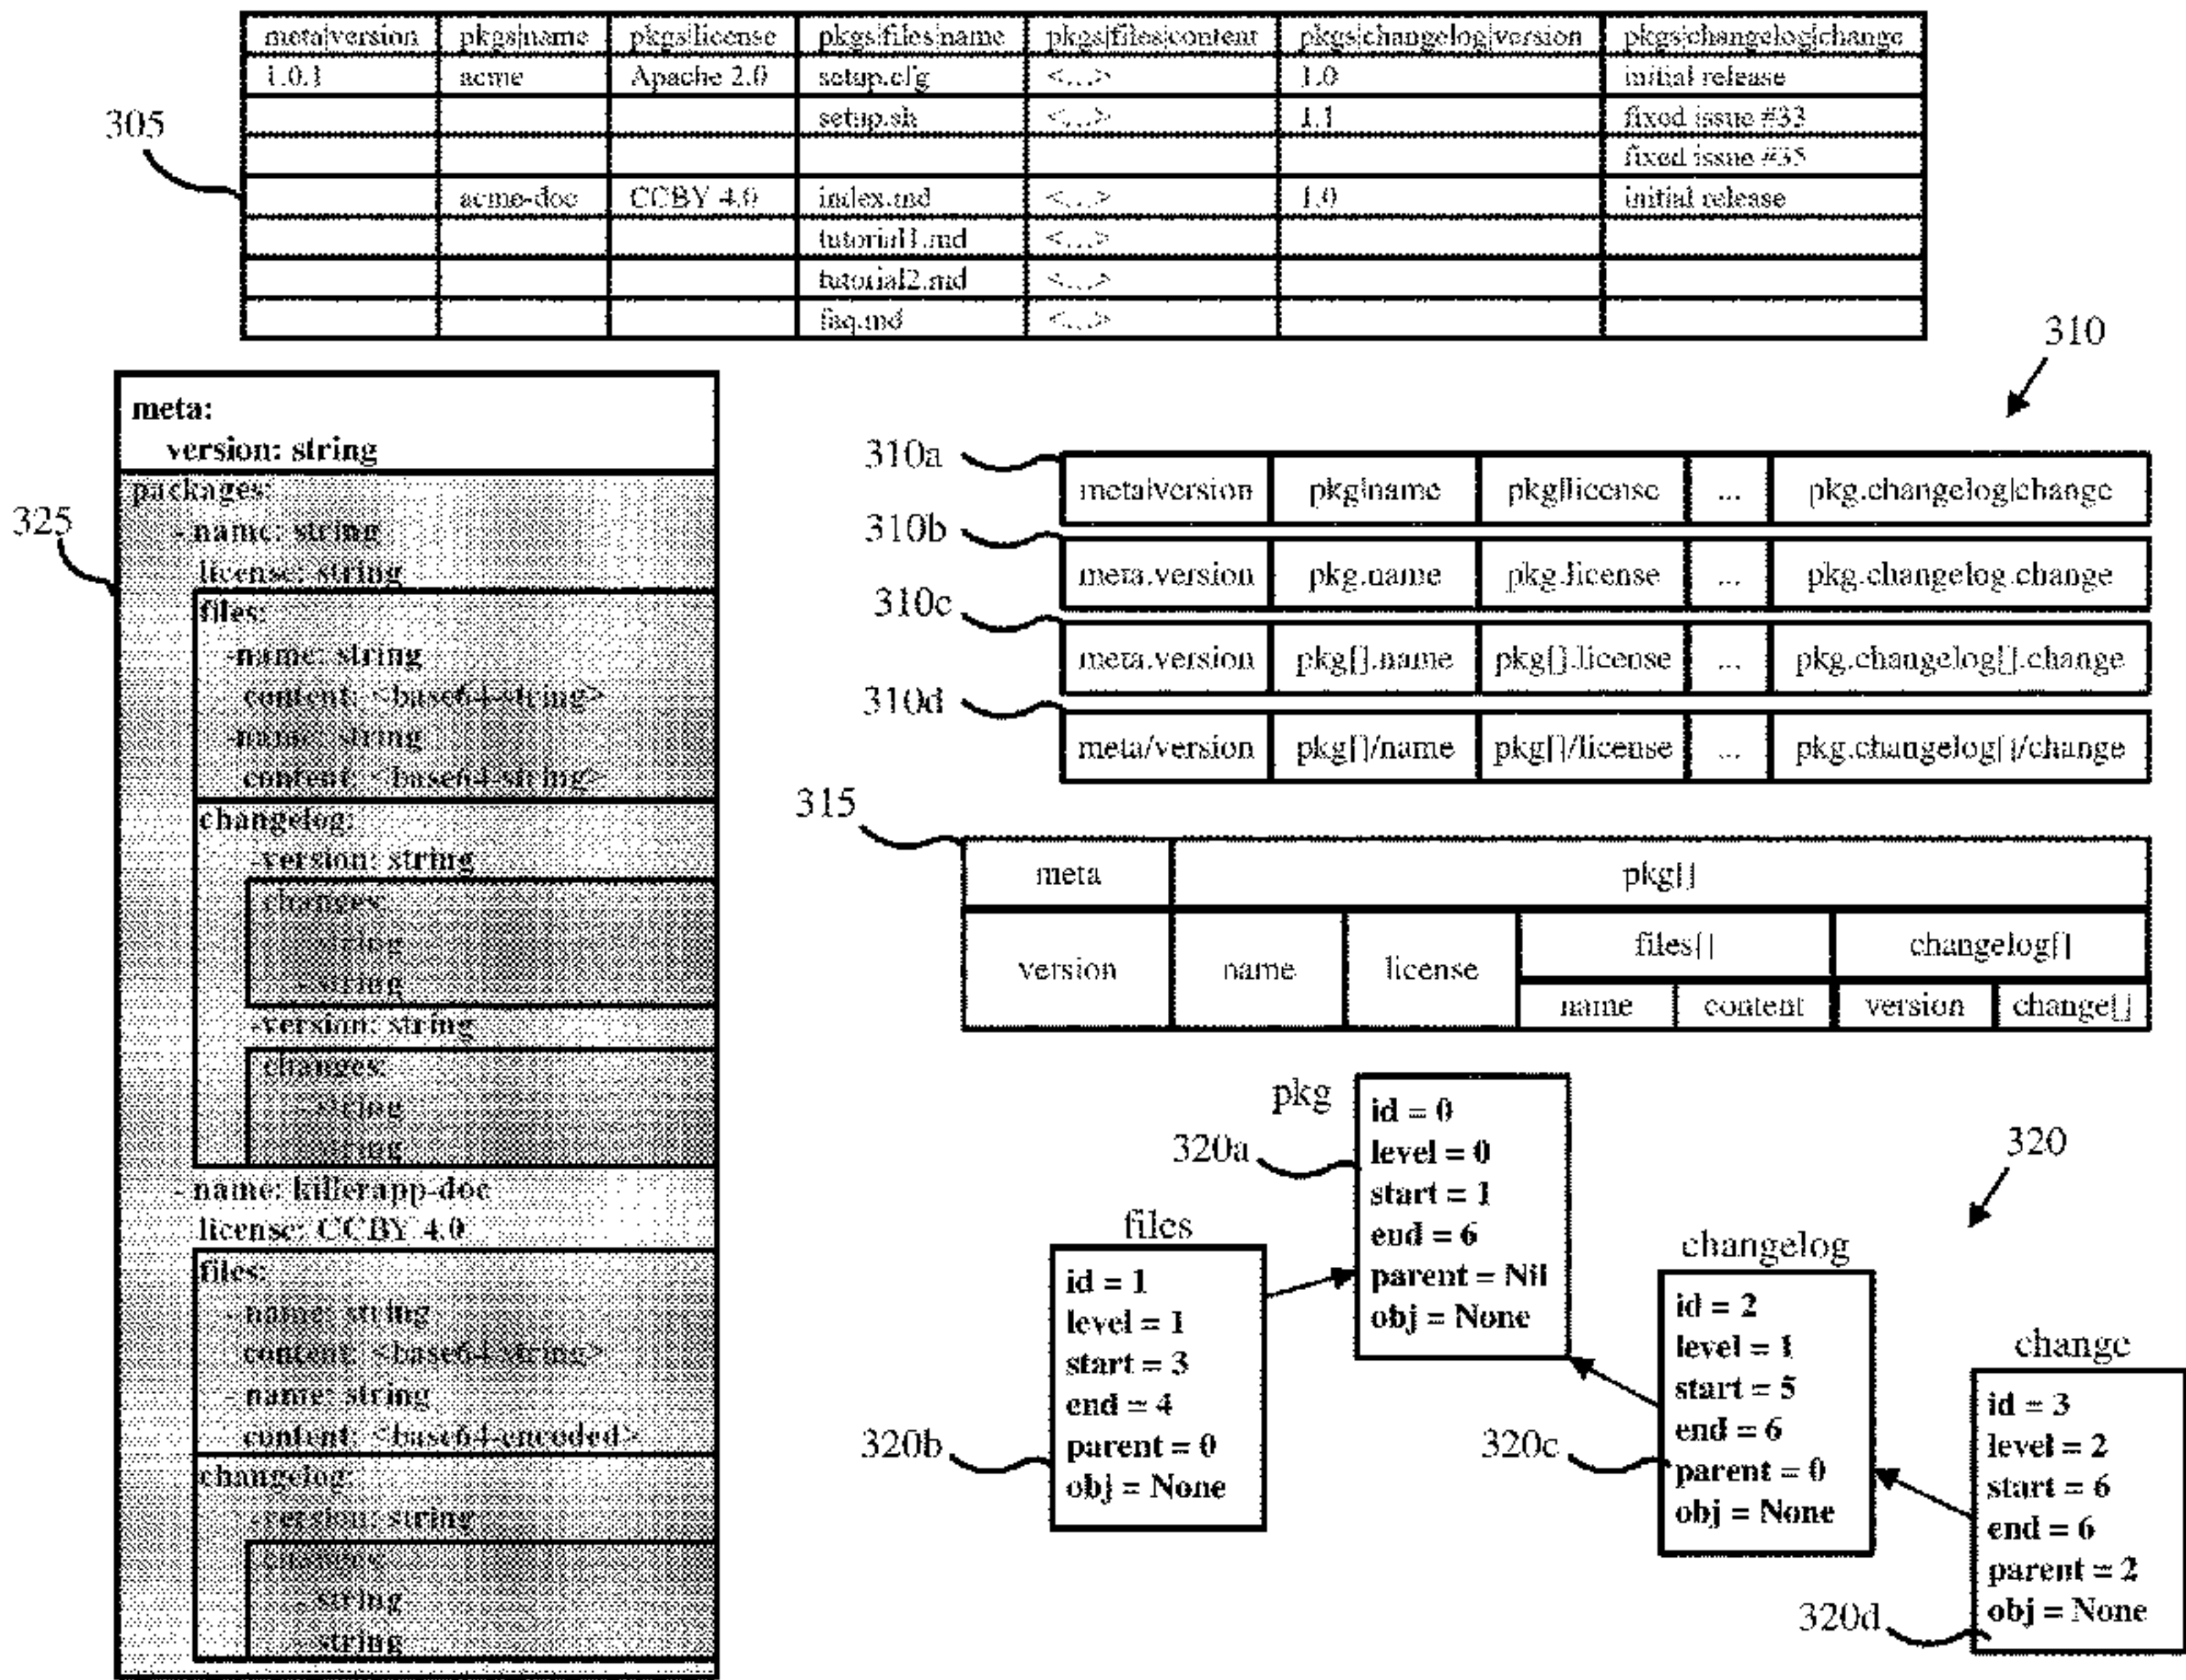 meta|version pkgs|name pkgs|license pkgs|files|name pkgs|files|content pkgs|changelog|version pkgs|changelog|change
1.0.1 acme Apache 2.0 setup.cfg <...> 1.0 initial release
setup.sh <...> 1.1 fixed issue #33
fixed issue #35
acme-doc CCBY 4.0 index.md <...> 1.0 initial release
tutorial1.md <...>
tutorial2.md <...>
faq.md <...>
305
325
meta:
version: string
packages:
- name: string
license: string
files:
-name: string
content: <base64-string>
-name: string
content: <base64-string>
changelog:
-version: string
changes:
- string
- string
-version: string
changes:
- string
- string
- name: killerapp-doc
license: CCBY 4.0
files:
- name: string
content: <base64-string>
- name: string
content: <base64-encoded>
changelog:
-version: string
changes:
- string
- string
310
310a
meta|version pkg|name pkg|license ... pkg.changelog|change
310b
meta.version pkg.name pkg.license ... pkg.changelog.change
310c
meta.version pkg[].name pkg[].license ... pkg.changelog[].change
310d
meta/version pkg[]/name pkg[]/license ... pkg.changelog[]/change
315
meta pkg[]
version name license files[] changelog[]
name content version change[]
320
pkg
320a
id = 0
level = 0
start = 1
end = 6
parent = Nil
obj = None
files
320b
id = 1
level = 1
start = 3
end = 4
parent = 0
obj = None
changelog
320c
id = 2
level = 1
start = 5
end = 6
parent = 0
obj = None
change
320d
id = 3
level = 2
start = 6
end = 6
parent = 2
obj = None